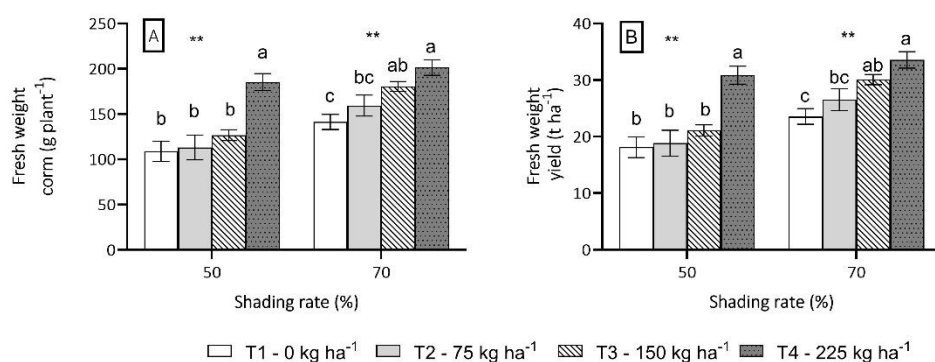 A
Fresh weight
corm (g plant⁻¹)
250
200
150
100
50
0
**
b
b
b
a
**
c
bc
ab
a
50
70
Shading rate (%)
B
Fresh weight
yield (t ha⁻¹)
40
30
20
10
0
**
b
b
b
a
**
c
bc
ab
a
50
70
Shading rate (%)
T1 - 0 kg ha⁻¹
T2 - 75 kg ha⁻¹
T3 - 150 kg ha⁻¹
T4 - 225 kg ha⁻¹